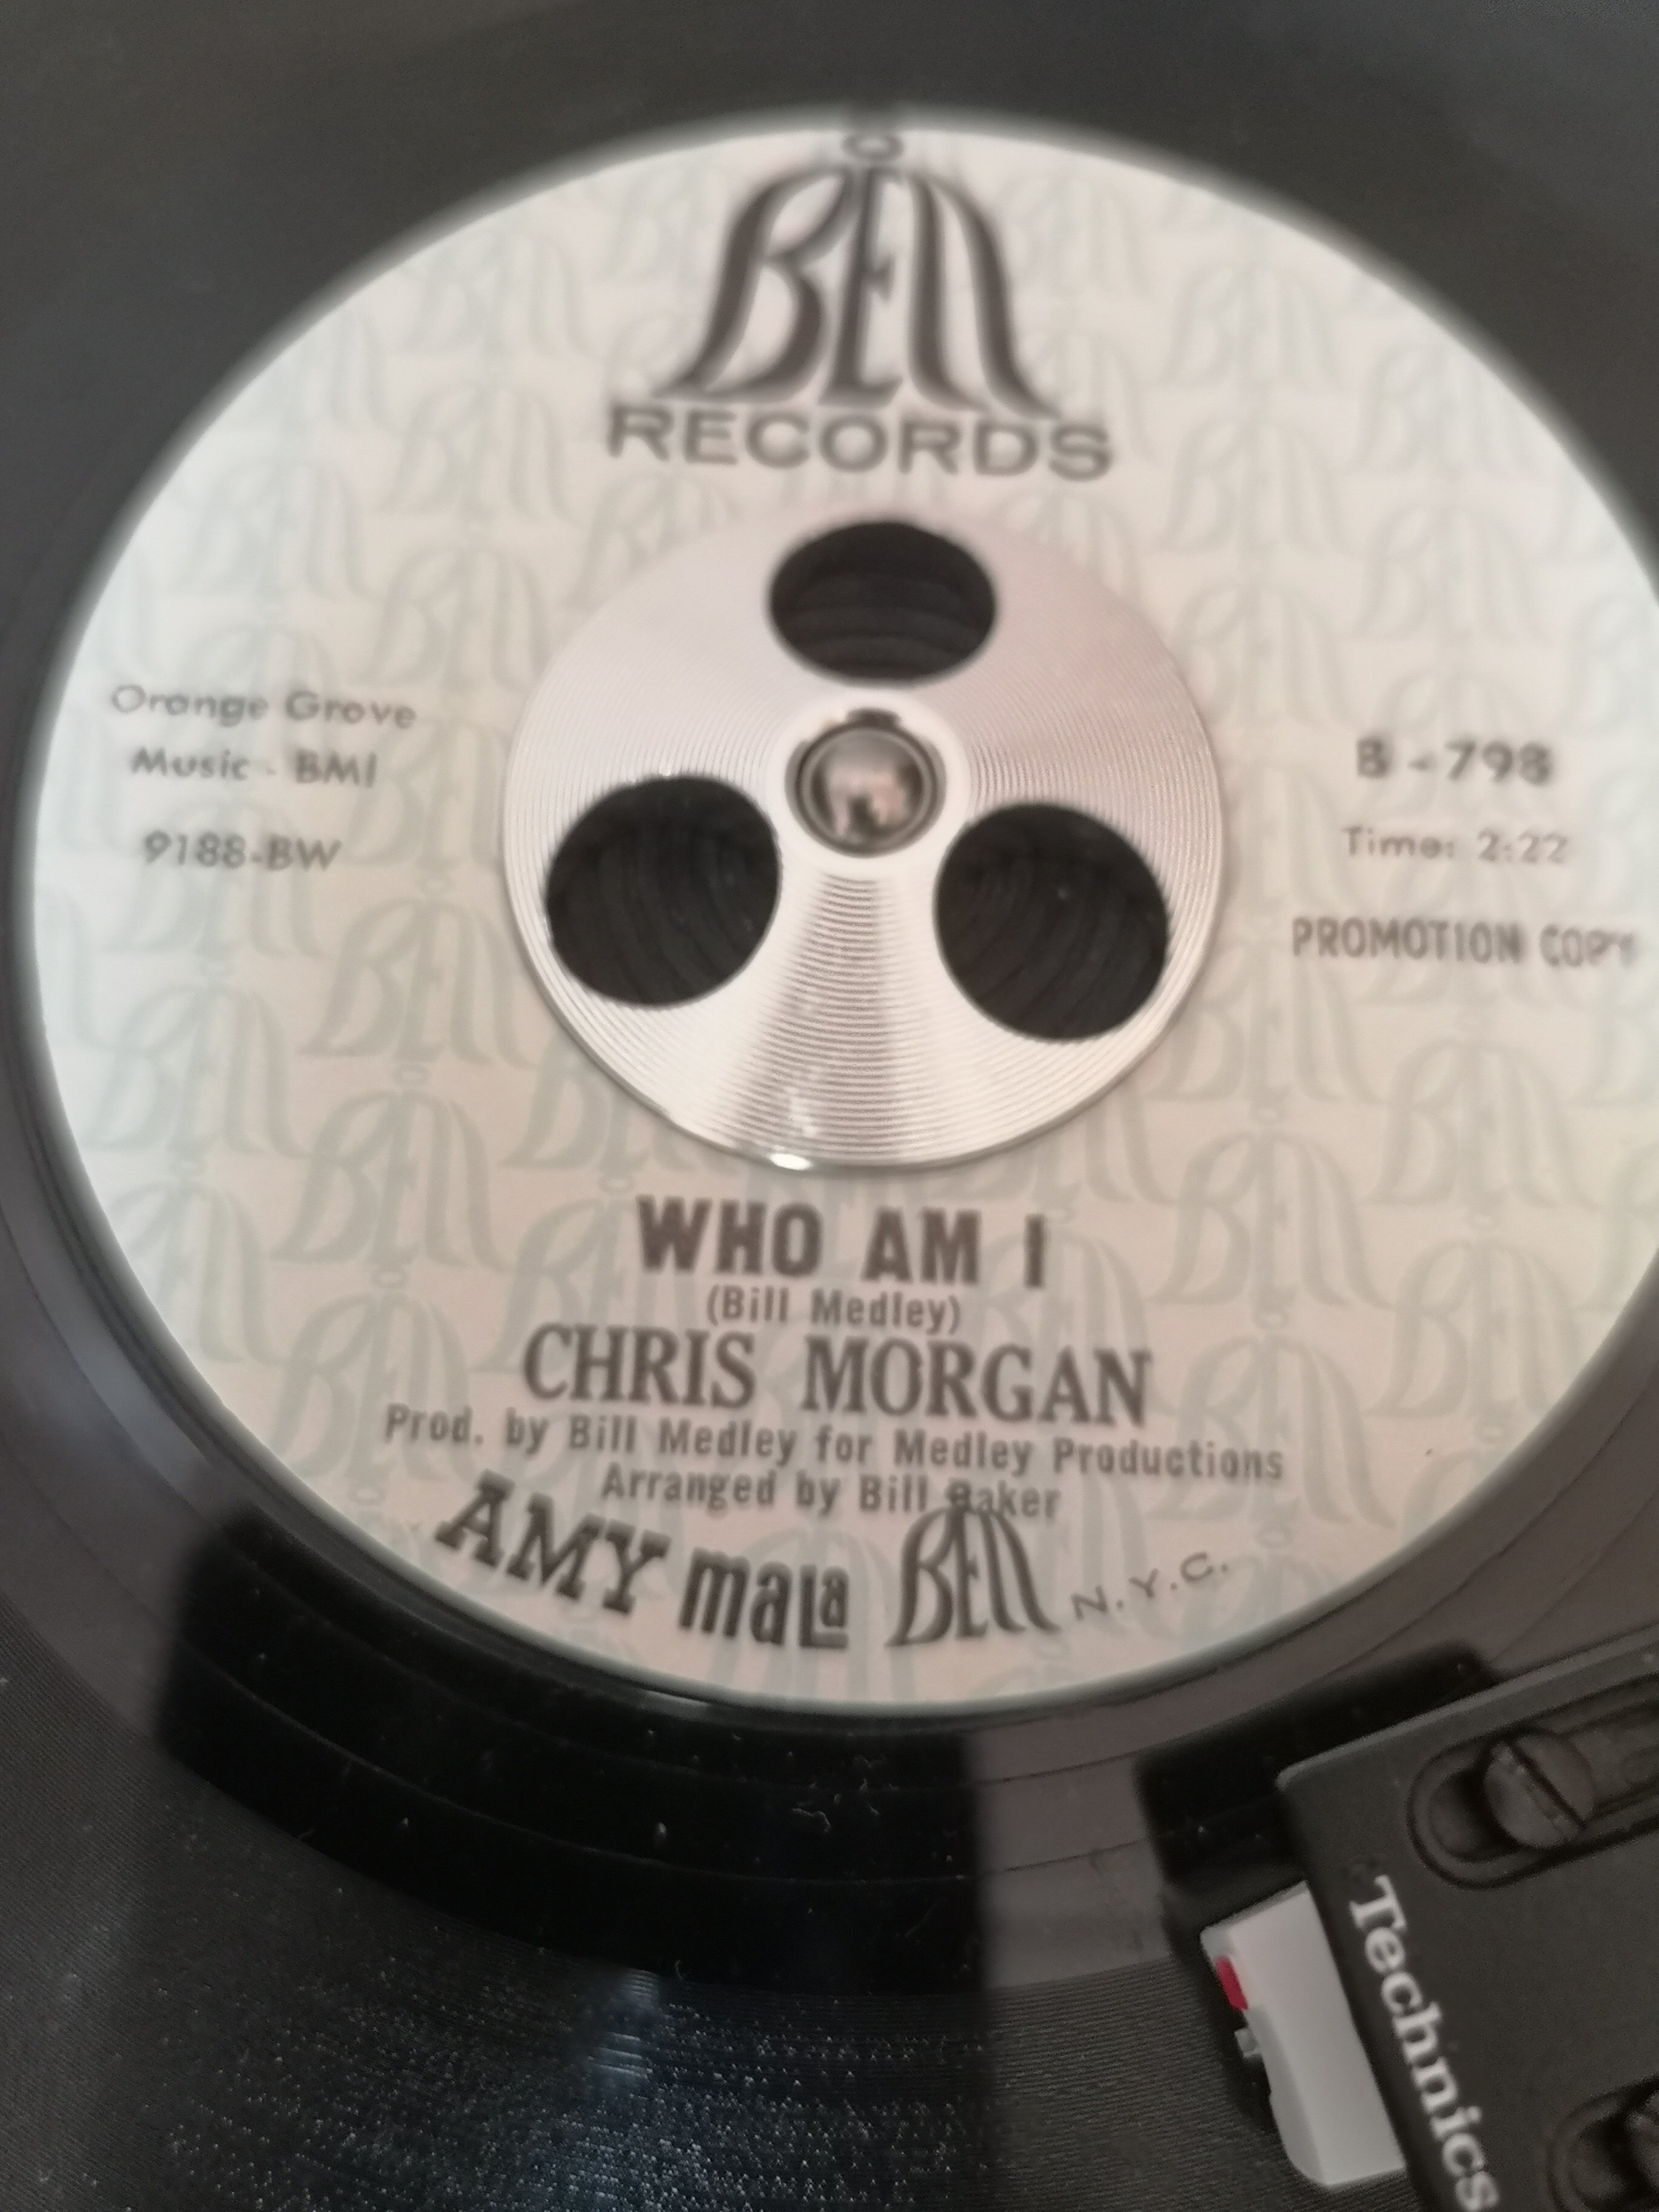 BELL
RECORDS
Orange Grove
Music - BMI
9188-BW
B-798
Time: 2:22
PROMOTION COPY
WHO AM I
(Bill Medley)
CHRIS MORGAN
Prod. by Bill Medley for Medley Productions
Arranged by Bill Baker
AMY mala BELL N.Y.C.
Technics